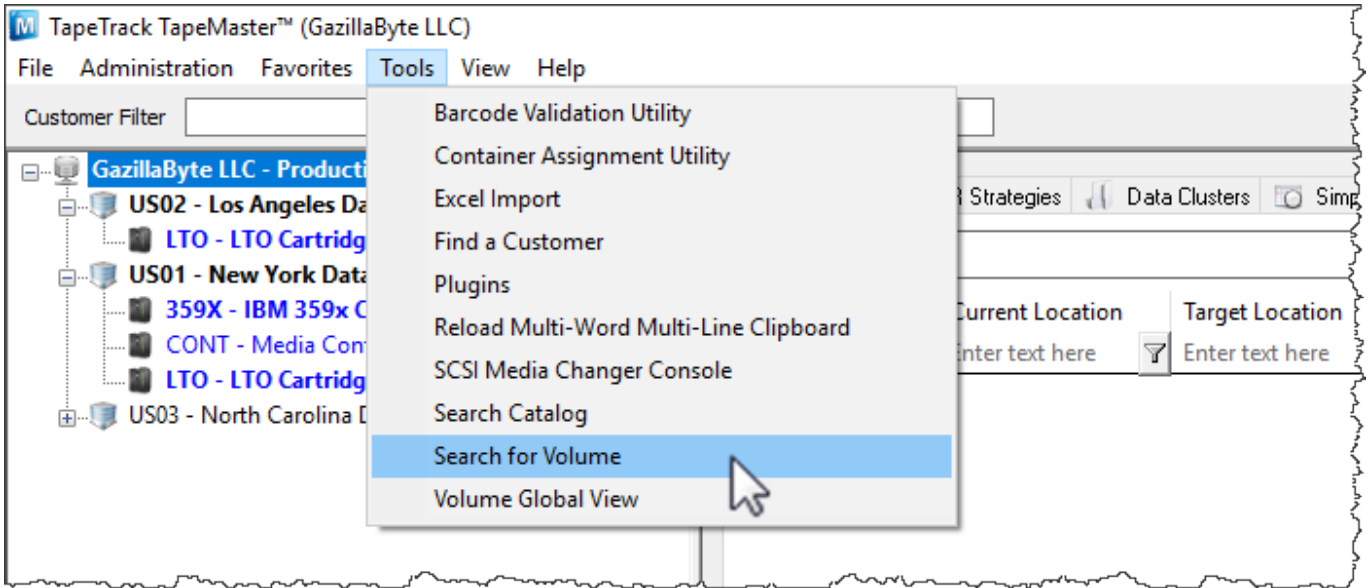 TapeTrack TapeMaster™ (GazillaByte LLC)
File Administration Favorites Tools View Help
Customer Filter
Barcode Validation Utility
Container Assignment Utility
Excel Import
Find a Customer
Plugins
Reload Multi-Word Multi-Line Clipboard
SCSI Media Changer Console
Search Catalog
Search for Volume
Volume Global View
GazillaByte LLC - Producti
US02 - Los Angeles Da
LTO - LTO Cartridg
US01 - New York Data
359X - IBM 359x C
CONT - Media Con
LTO - LTO Cartridg
US03 - North Carolina D
Strategies Data Clusters Simp
Current Location Target Location
Enter text here Enter text here